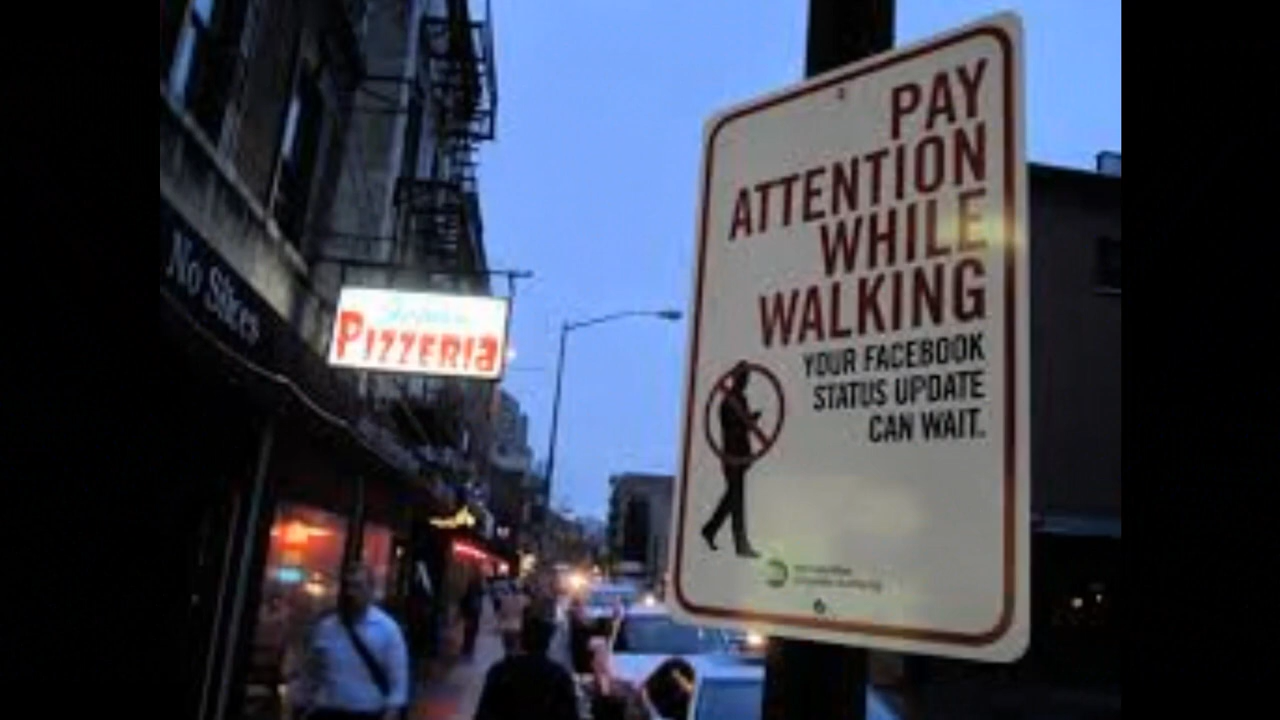 No Slices
PIZZERIA
PAY
ATTENTION
WHILE
WALKING
YOUR FACEBOOK
STATUS UPDATE
CAN WAIT.